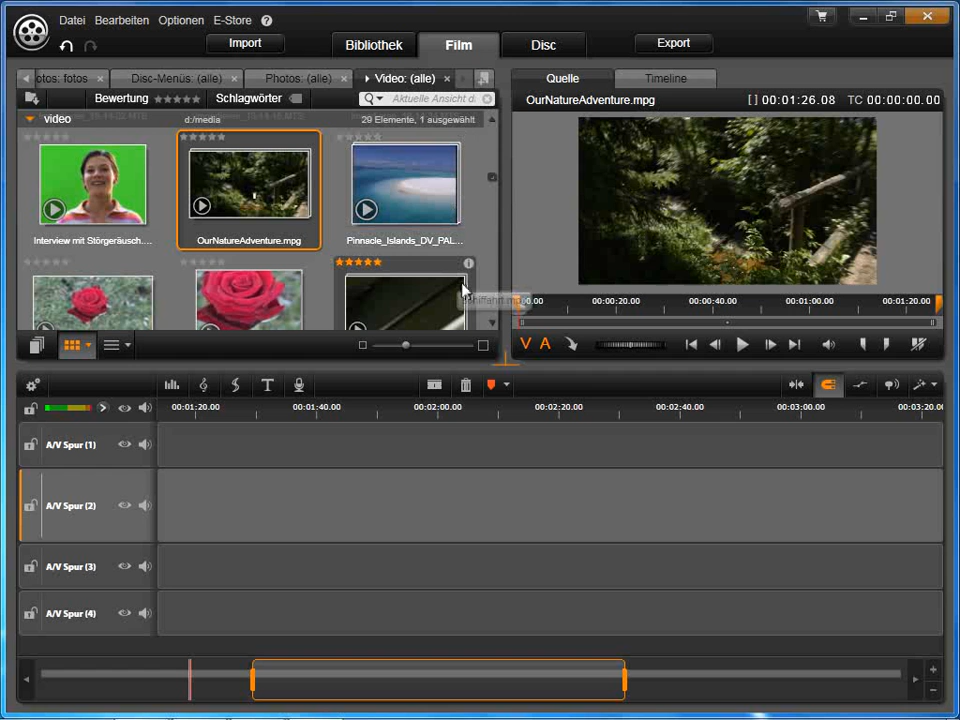 Datei Bearbeiten Optionen E-Store ?
Import Bibliothek Film Disc Export
otos: fotos × Disc-Menüs: (alle) × Photos: (alle) × Video: (alle) ×
Quelle Timeline
Bewertung Schlagwörter Aktuelle Ansicht d
OurNatureAdventure.mpg [ ] 00:01:26.08 TC 00:00:00.00
video d:/media 29 Elemente, 1 ausgewählt
Interview mit Störgeräusch.... OurNatureAdventure.mpg Pinnacle_Islands_DV_PAL...
00:00:20.00 00:00:40.00 00:01:00.00 00:01:20.00
V A
00:01:20.00 00:01:40.00 00:02:00.00 00:02:20.00 00:02:40.00 00:03:00.00 00:03:20.00
A/V Spur (1)
A/V Spur (2)
A/V Spur (3)
A/V Spur (4)